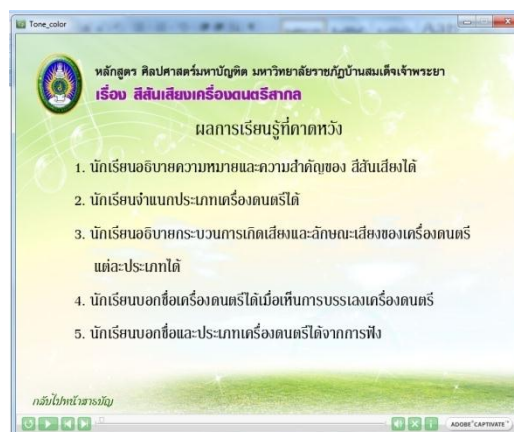 Tone_color
หลักสูตร ศิลปศาสตร์มหาบัญฑิต มหาวิทยาลัยราชภัฏบ้านสมเด็จเจ้าพระยา
เรื่อง สีสันเสียงเครื่องดนตรีสากล
ผลการเรียนรู้ที่คาดหวัง
1. นักเรียนอธิบายความหมายและความสำคัญของ สีสันเสียงได้
2. นักเรียนจำแนกประเภทเครื่องดนตรีได้
3. นักเรียนอธิบายกระบวนการเกิดเสียงและลักษณะเสียงของเครื่องดนตรี
แต่ละประเภทได้
4. นักเรียนบอกชื่อเครื่องดนตรีได้เมื่อเห็นการบรรเลงเครื่องดนตรี
5. นักเรียนบอกชื่อและประเภทเครื่องดนตรีได้จากการฟัง
กลับไปหน้าสารบัญ
ADOBE CAPTIVATE